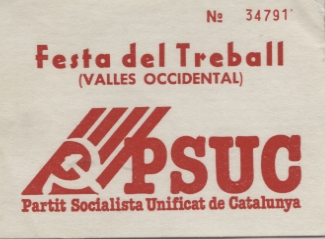 Nº 34791
Festa del Treball
(VALLES OCCIDENTAL)
PSUC
Partit Socialista Unificat de Catalunya